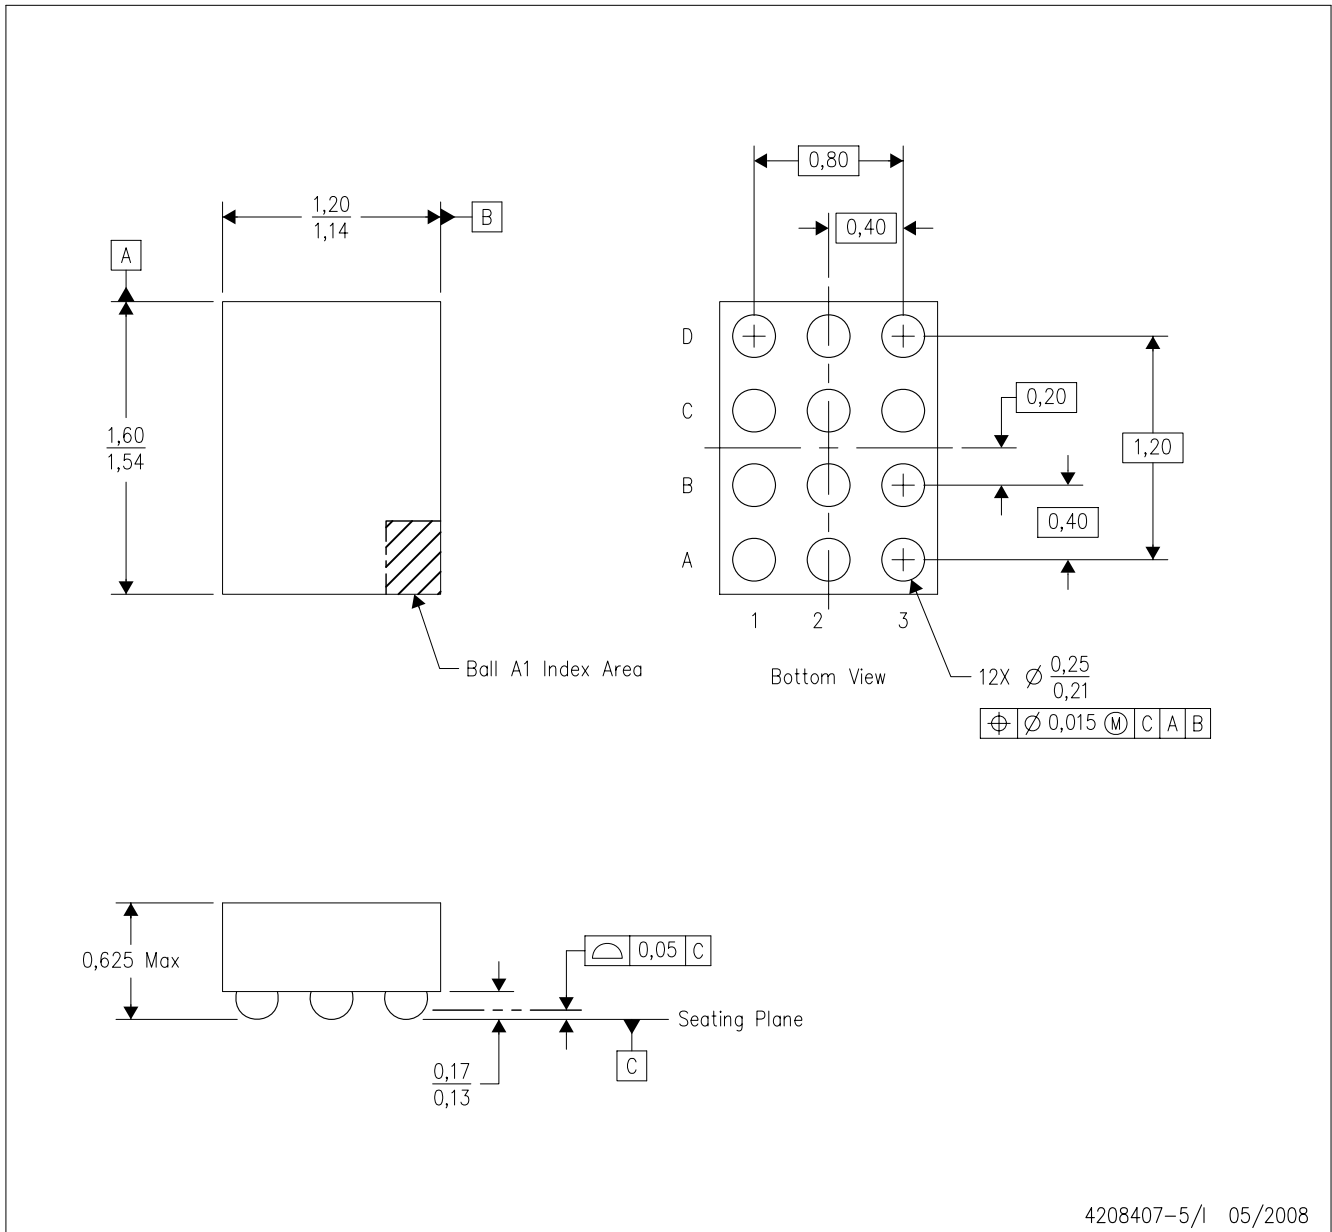 0,80
1,20
1,14
B
0,40
A
D
C
0,20
1,60
1,54
1,20
B
0,40
A
1 2 3
Ball A1 Index Area
Bottom View
12X Ø 0,25
0,21
⌖ Ø 0,015 Ⓜ C A B
0,05 C
0,625 Max
Seating Plane
C
0,17
0,13
4208407-5/I 05/2008